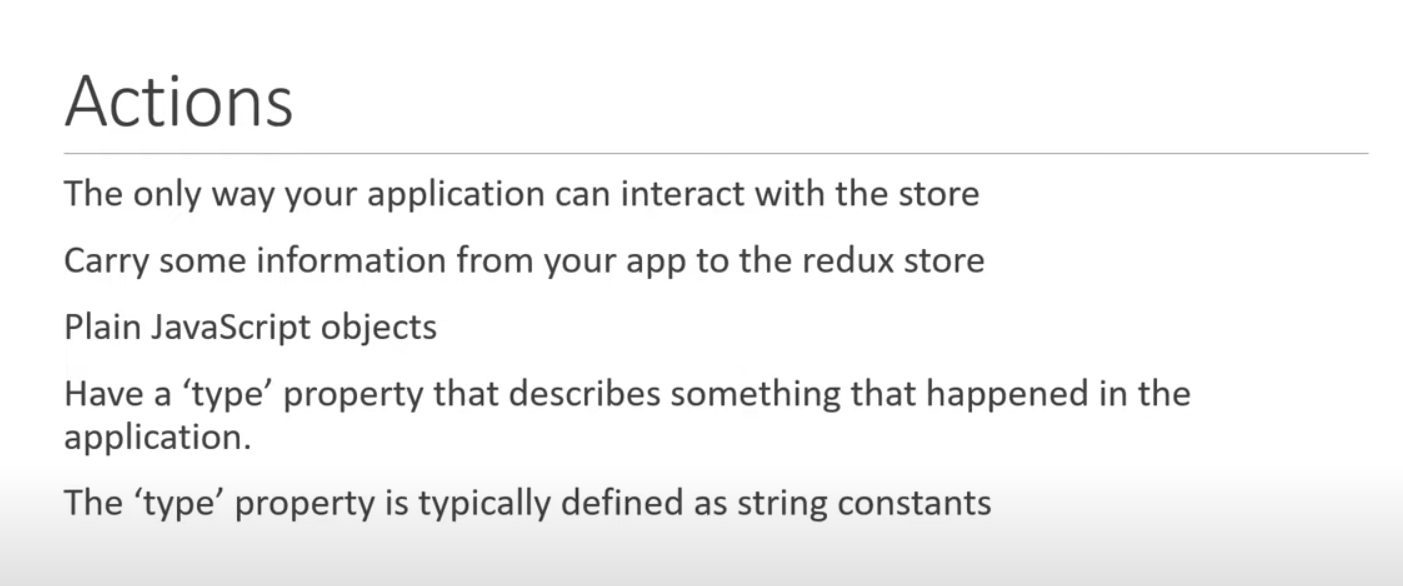 Actions
The only way your application can interact with the store
Carry some information from your app to the redux store
Plain JavaScript objects
Have a ‘type’ property that describes something that happened in the
application.
The ‘type’ property is typically defined as string constants